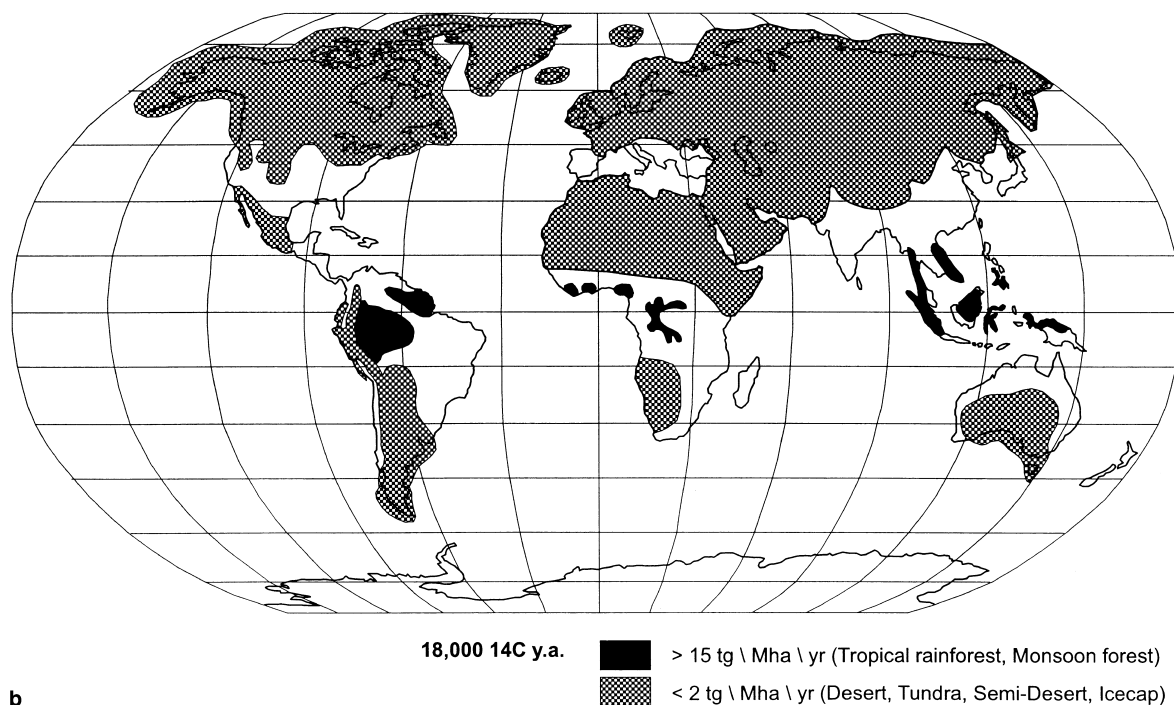 18,000 14C y.a.
> 15 tg \ Mha \ yr (Tropical rainforest, Monsoon forest)
< 2 tg \ Mha \ yr (Desert, Tundra, Semi-Desert, Icecap)
b